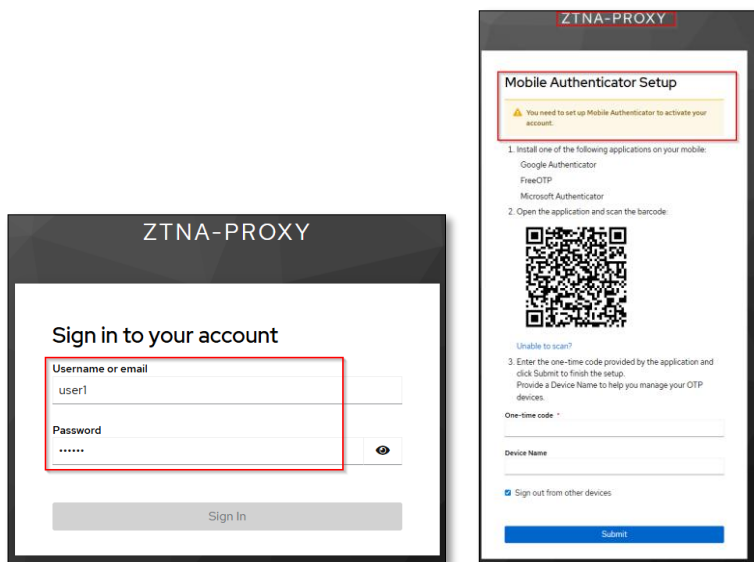 ZTNA-PROXY
Sign in to your account
Username or email
user1
Password
••••••
Sign In
ZTNA-PROXY
Mobile Authenticator Setup
You need to set up Mobile Authenticator to activate your
account.
1. Install one of the following applications on your mobile:
Google Authenticator
FreeOTP
Microsoft Authenticator
2. Open the application and scan the barcode:
Unable to scan?
3. Enter the one-time code provided by the application and
click Submit to finish the setup.
Provide a Device Name to help you manage your OTP
devices.
One-time code *
Device Name
Sign out from other devices
Submit